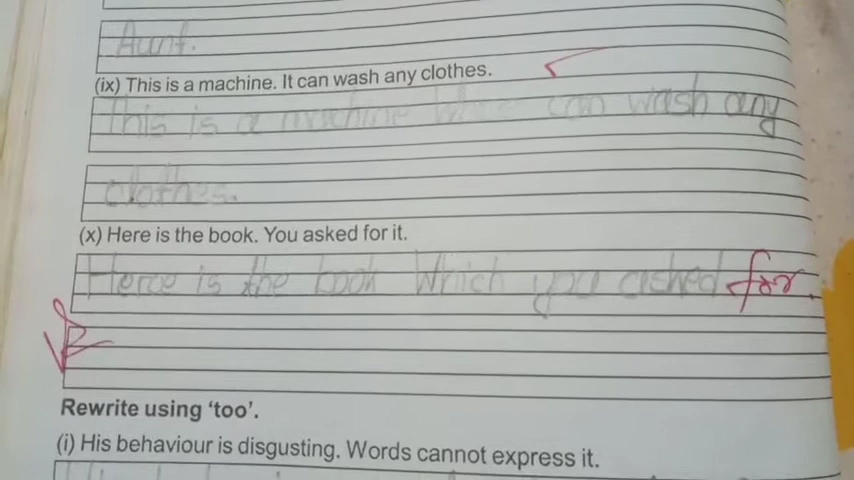 Aunt.
(ix) This is a machine. It can wash any clothes.
This is a machine which can wash any
clothes.
(x) Here is the book. You asked for it.
Heroe is the book Which you asked for.
Rewrite using 'too'.
(i) His behaviour is disgusting. Words cannot express it.